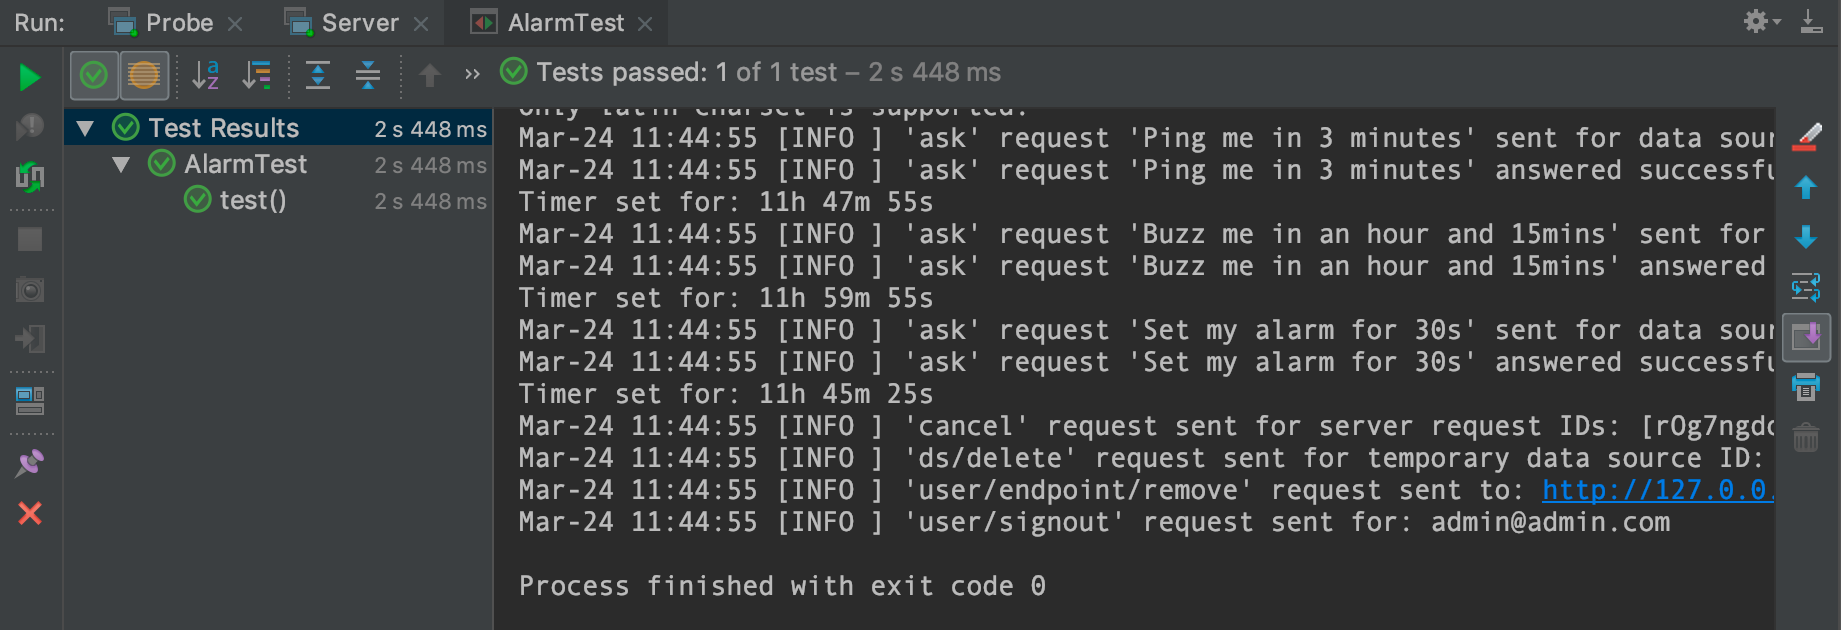 Run: Probe Server AlarmTest
Tests passed: 1 of 1 test – 2 s 448 ms
Test Results 2 s 448 ms
AlarmTest 2 s 448 ms
test() 2 s 448 ms
only latin charset is supported.
Mar-24 11:44:55 [INFO ] 'ask' request 'Ping me in 3 minutes' sent for data sour
Mar-24 11:44:55 [INFO ] 'ask' request 'Ping me in 3 minutes' answered successfu
Timer set for: 11h 47m 55s
Mar-24 11:44:55 [INFO ] 'ask' request 'Buzz me in an hour and 15mins' sent for
Mar-24 11:44:55 [INFO ] 'ask' request 'Buzz me in an hour and 15mins' answered
Timer set for: 11h 59m 55s
Mar-24 11:44:55 [INFO ] 'ask' request 'Set my alarm for 30s' sent for data sour
Mar-24 11:44:55 [INFO ] 'ask' request 'Set my alarm for 30s' answered successfu
Timer set for: 11h 45m 25s
Mar-24 11:44:55 [INFO ] 'cancel' request sent for server request IDs: [rOg7ngdc
Mar-24 11:44:55 [INFO ] 'ds/delete' request sent for temporary data source ID:
Mar-24 11:44:55 [INFO ] 'user/endpoint/remove' request sent to: http://127.0.0.
Mar-24 11:44:55 [INFO ] 'user/signout' request sent for: admin@admin.com
Process finished with exit code 0